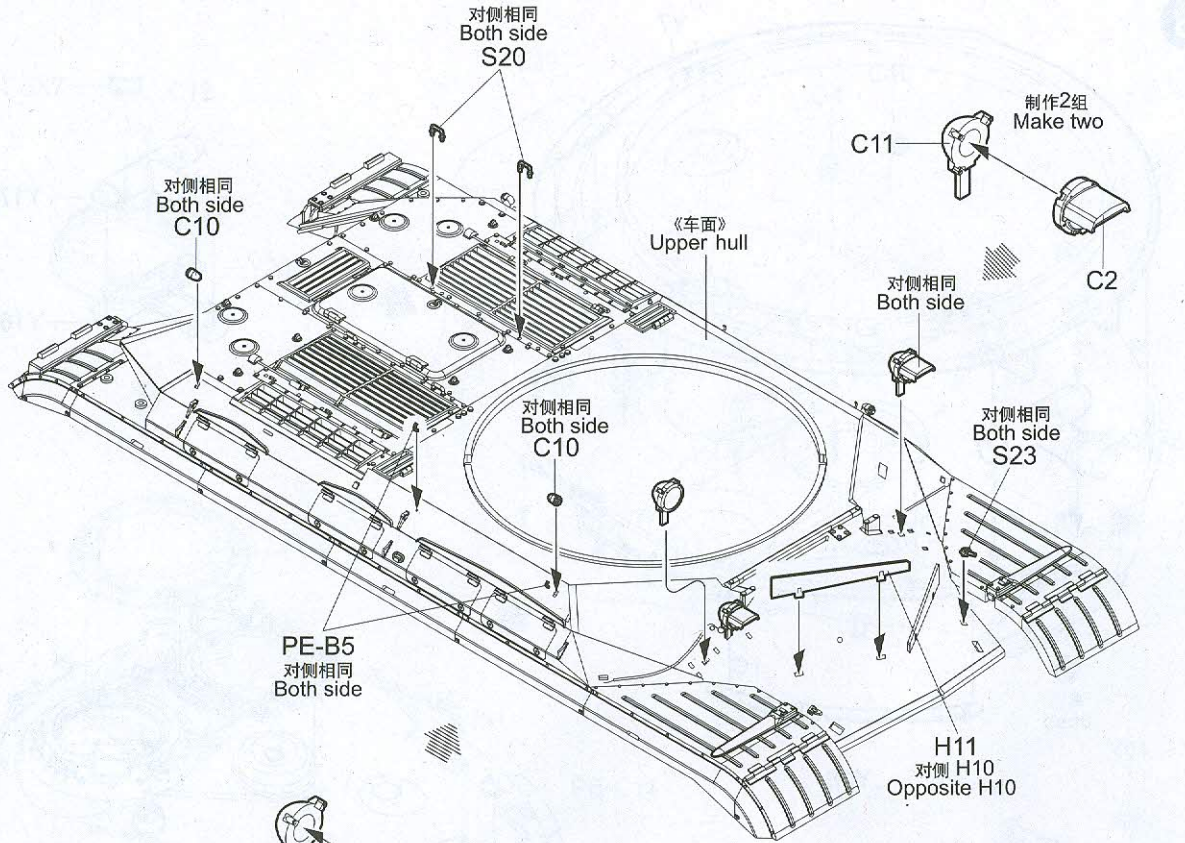 对侧相同
Both side
S20
制作2组
Make two
C11
C2
对侧相同
Both side
C10
《车面》
Upper hull
对侧相同
Both side
对侧相同
Both side
C10
对侧相同
Both side
S23
PE-B5
对侧相同
Both side
H11
对侧 H10
Opposite H10